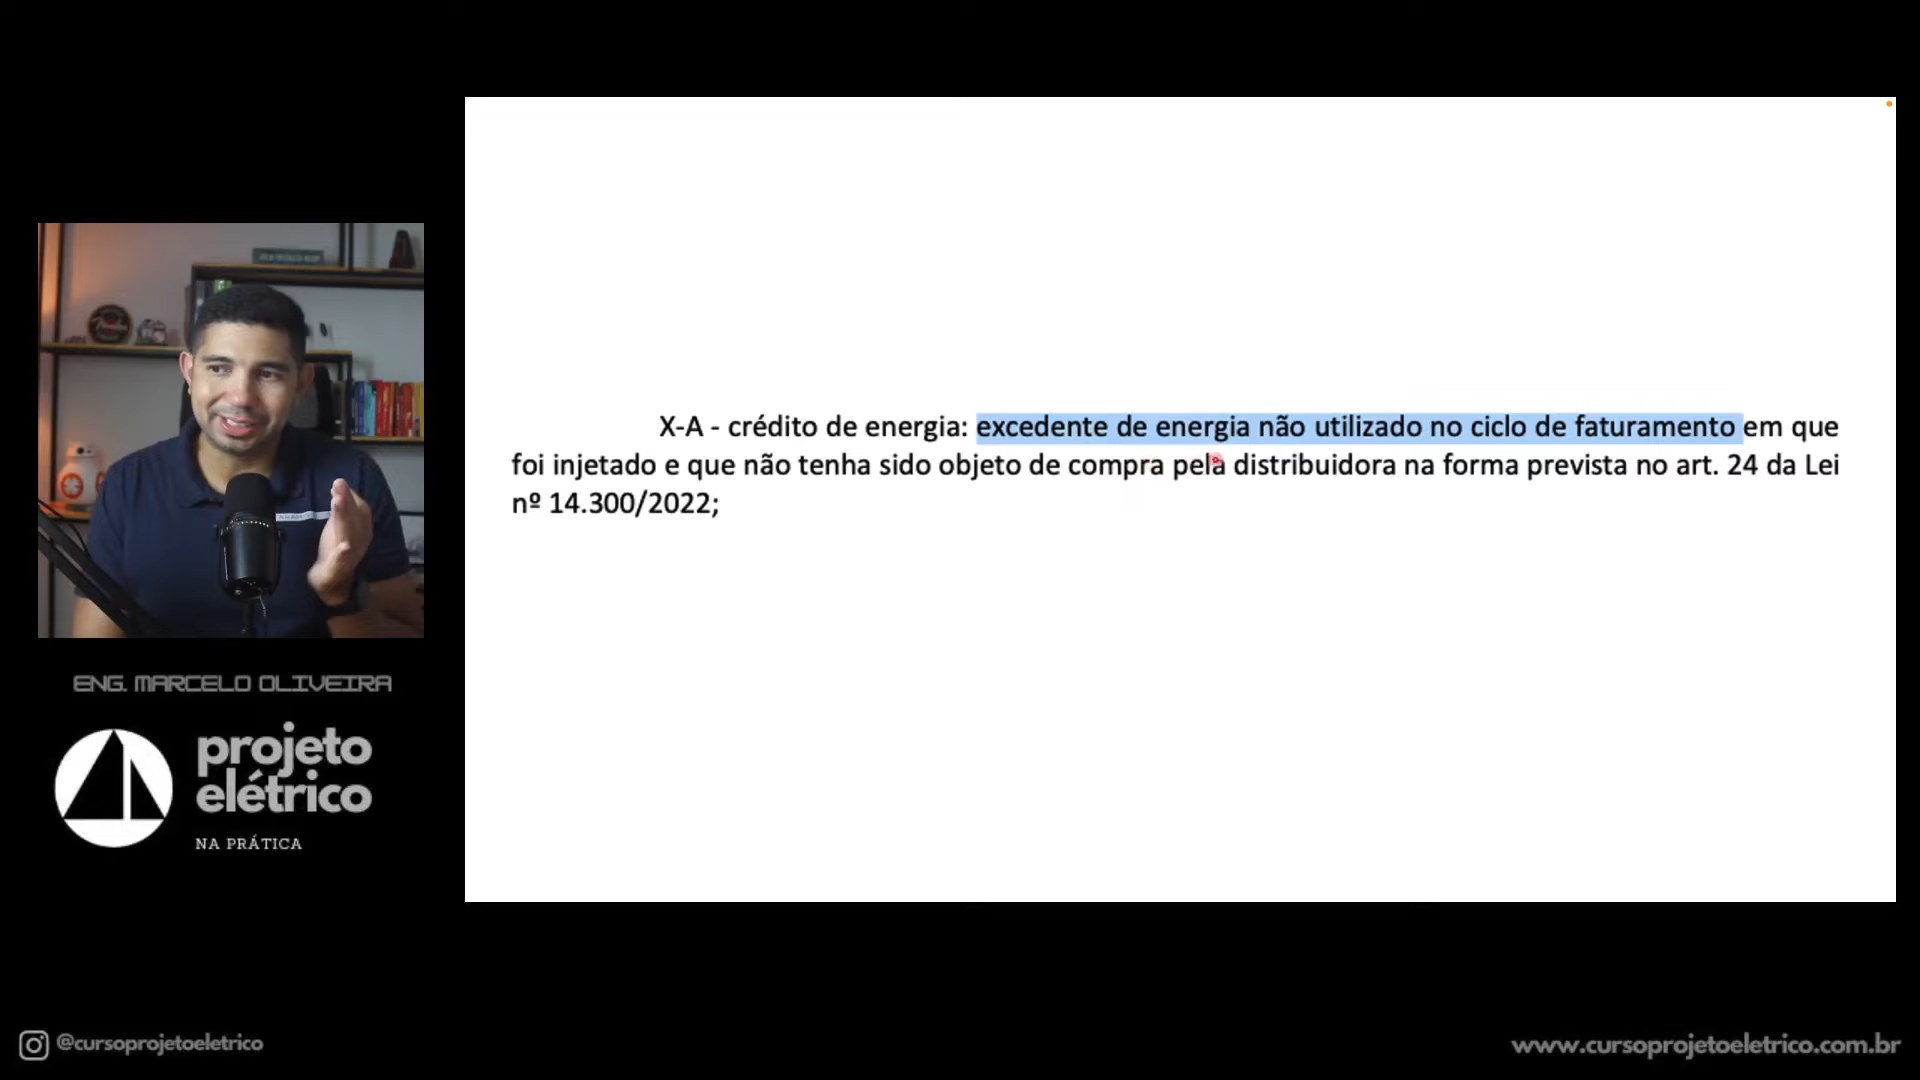 X-A - crédito de energia: excedente de energia não utilizado no ciclo de faturamento em que
foi injetado e que não tenha sido objeto de compra pela distribuidora na forma prevista no art. 24 da Lei
nº 14.300/2022;
ENG. MARCELO OLIVEIRA
projeto
elétrico
NA PRÁTICA
@cursoprojetoeletrico
www.cursoprojetoeletrico.com.br